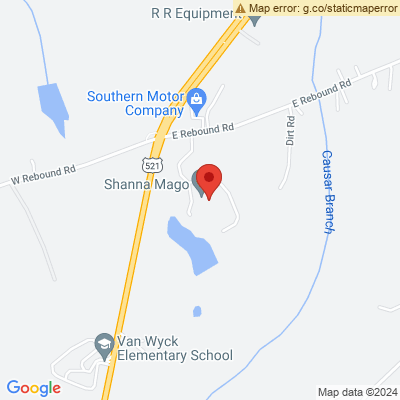 Map error: g.co/staticmaperror
R R Equipment
Southern Motor
Company
E Rebound Rd
E Rebound Rd
Dirt Rd
W Rebound Rd
521
Causar Branch
Shanna Mago
Van Wyck
Elementary School
Google
Map data ©2024